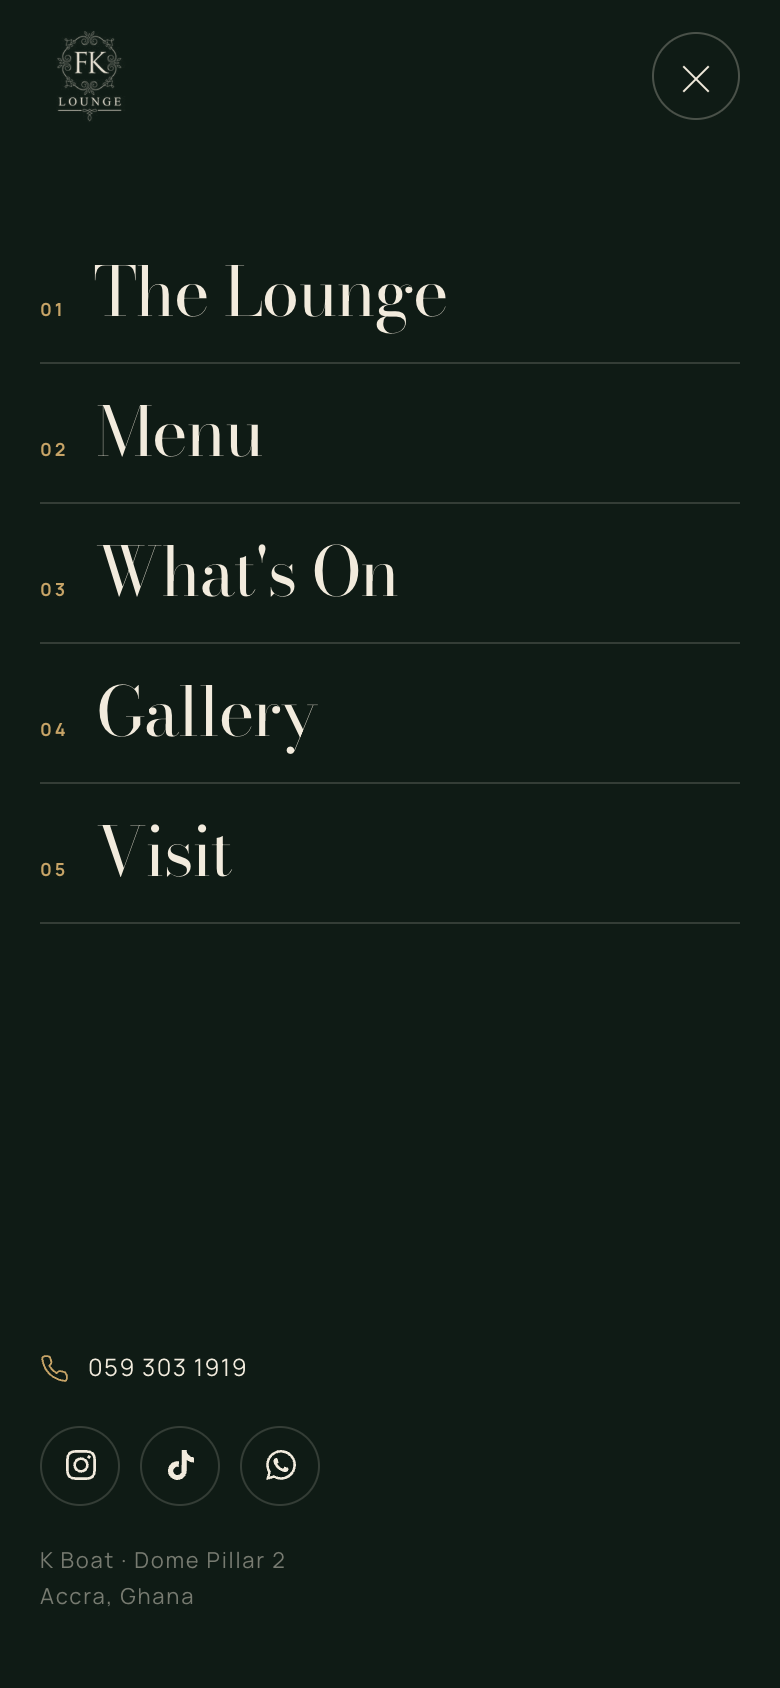 FK
LOUNGE
01 The Lounge
02 Menu
03 What's On
04 Gallery
05 Visit
059 303 1919
K Boat · Dome Pillar 2
Accra, Ghana